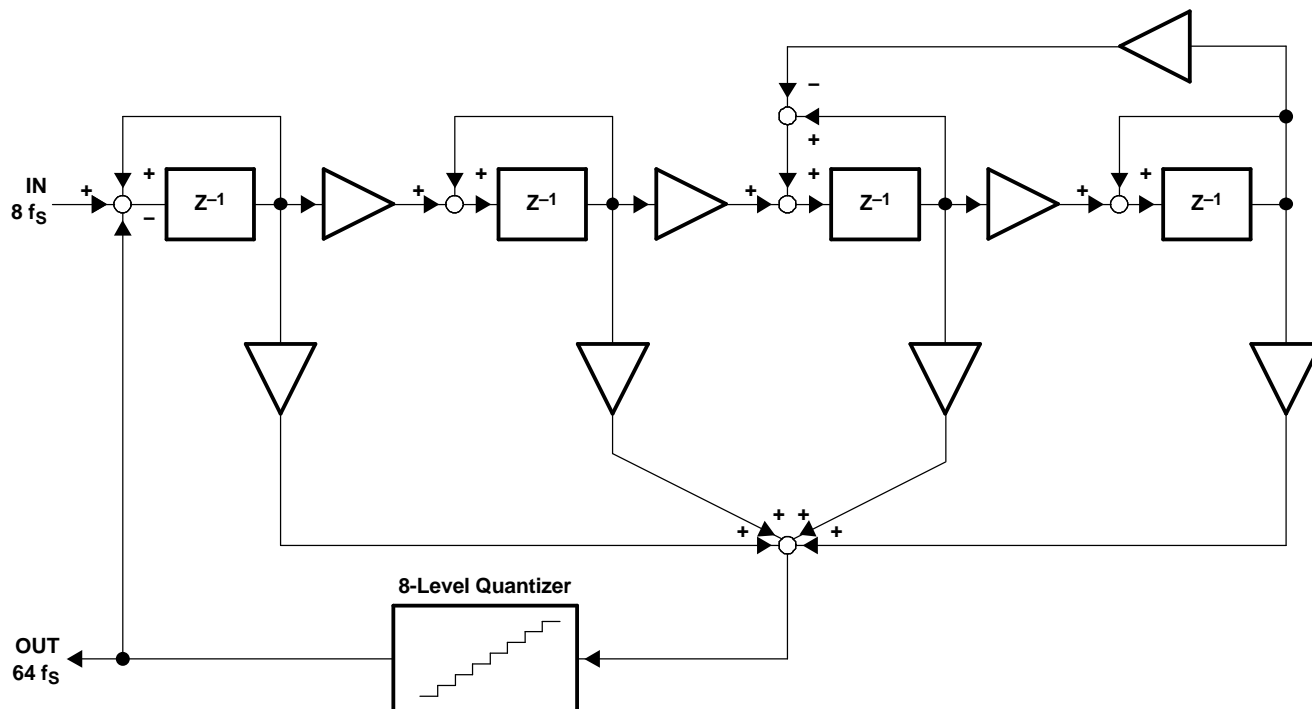 −
+
+ + + + + +
IN + Z–1 + + Z–1 + + Z–1 + + Z–1
8 fS −
+ +
+ +
8-Level Quantizer
OUT
64 fS